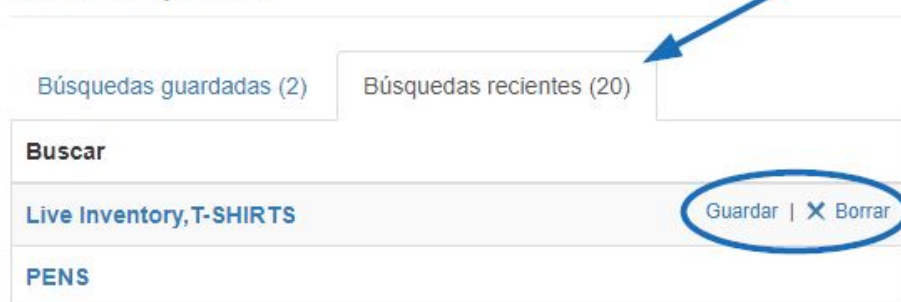 Búsquedas guardadas (2) Búsquedas recientes (20)
Buscar
Live Inventory,T-SHIRTS Guardar | X Borrar
PENS